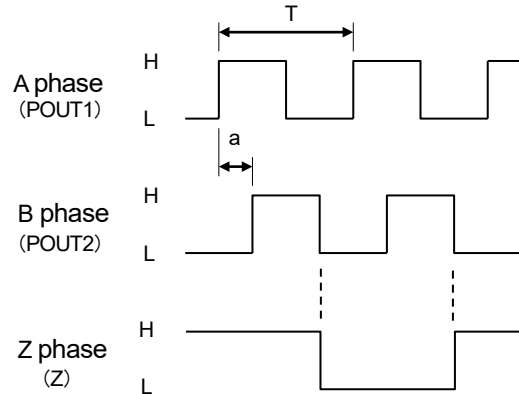 T
H
A phase
(POUT1)
L
a
H
B phase
(POUT2)
L
H
Z phase
(Z)
L